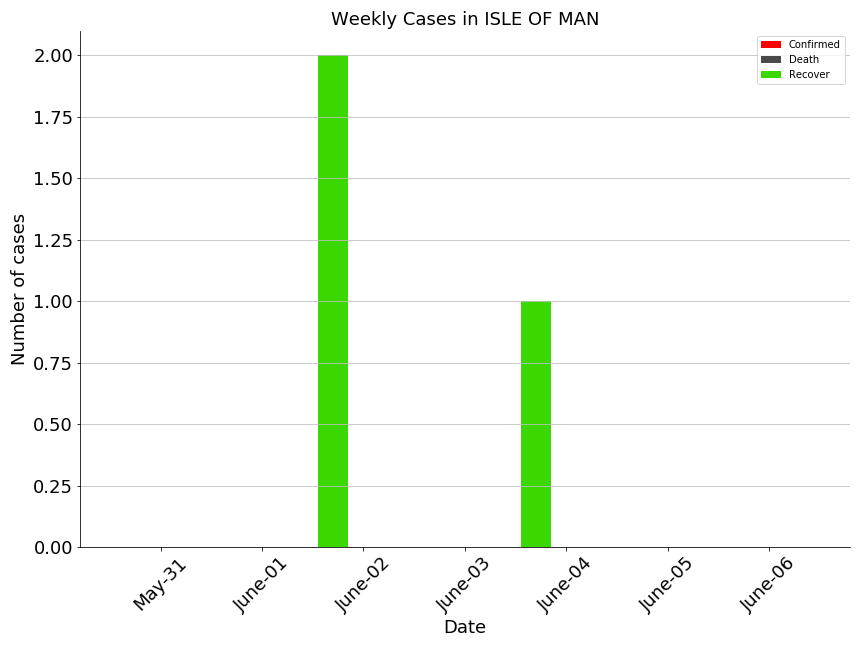 Weekly Cases in ISLE OF MAN
Confirmed
Death
Recover
Number of cases
2.00
1.75
1.50
1.25
1.00
0.75
0.50
0.25
0.00
May-31
June-01
June-02
June-03
June-04
June-05
June-06
Date